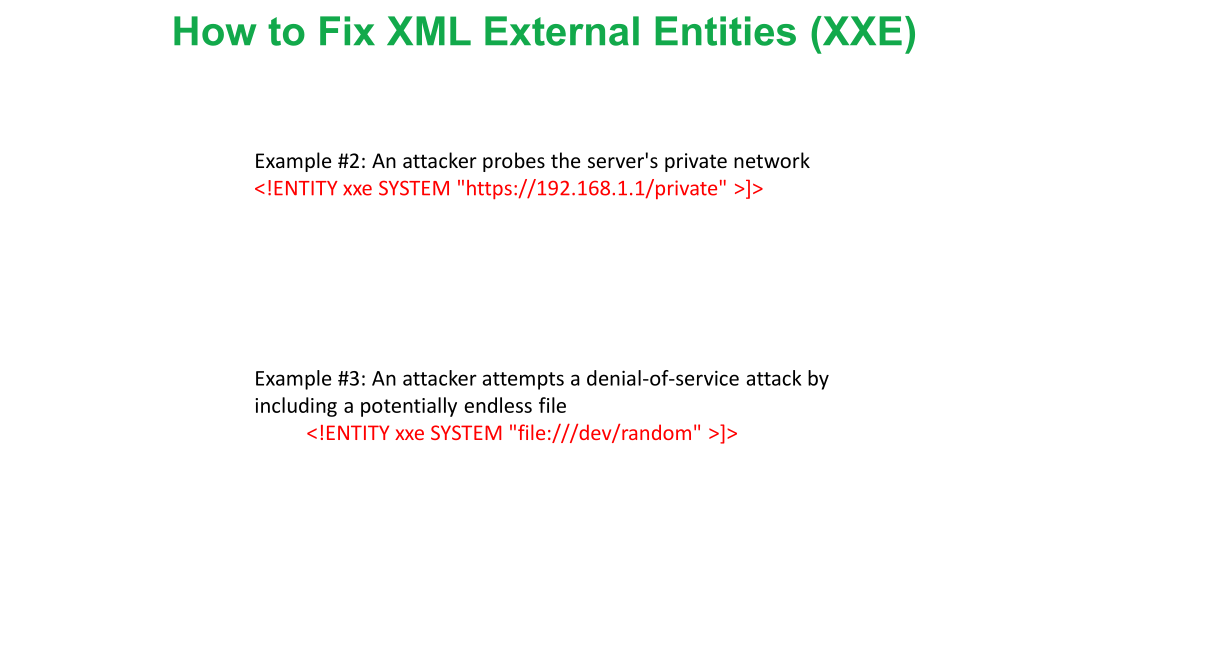 How to Fix XML External Entities (XXE)
Example #2: An attacker probes the server's private network
<!ENTITY xxe SYSTEM "https://192.168.1.1/private" >]>
Example #3: An attacker attempts a denial-of-service attack by
including a potentially endless file
<!ENTITY xxe SYSTEM "file:///dev/random" >]>